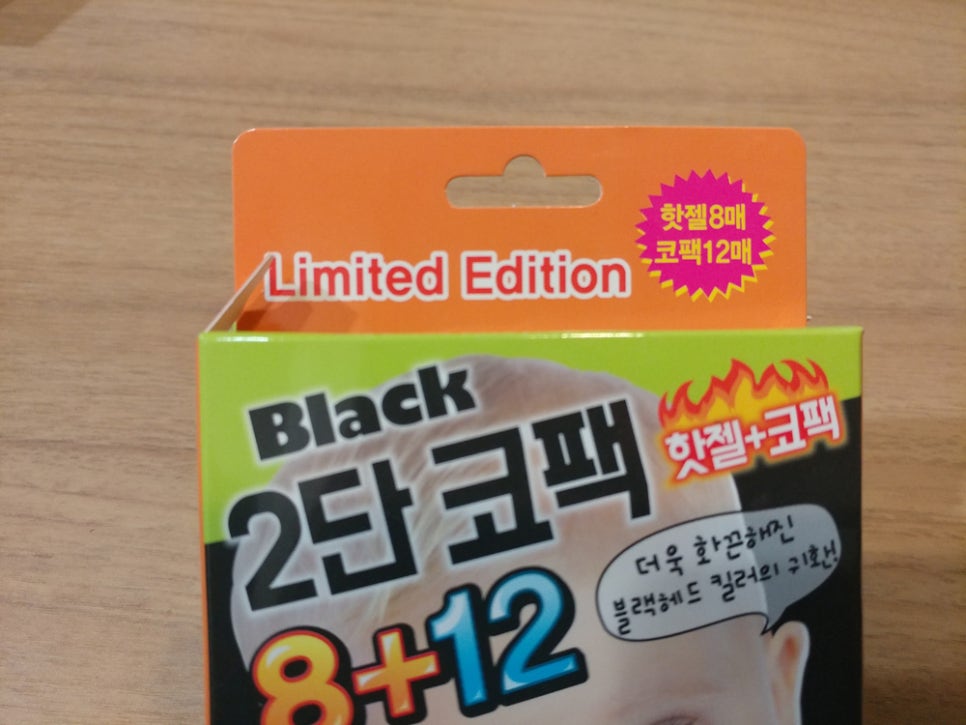 핫젤8매
코팩12매
Limited Edition
Black
2단 코팩
핫젤+코팩
더욱 화끈해진
블랙헤드 킬러의 귀환!
8+12